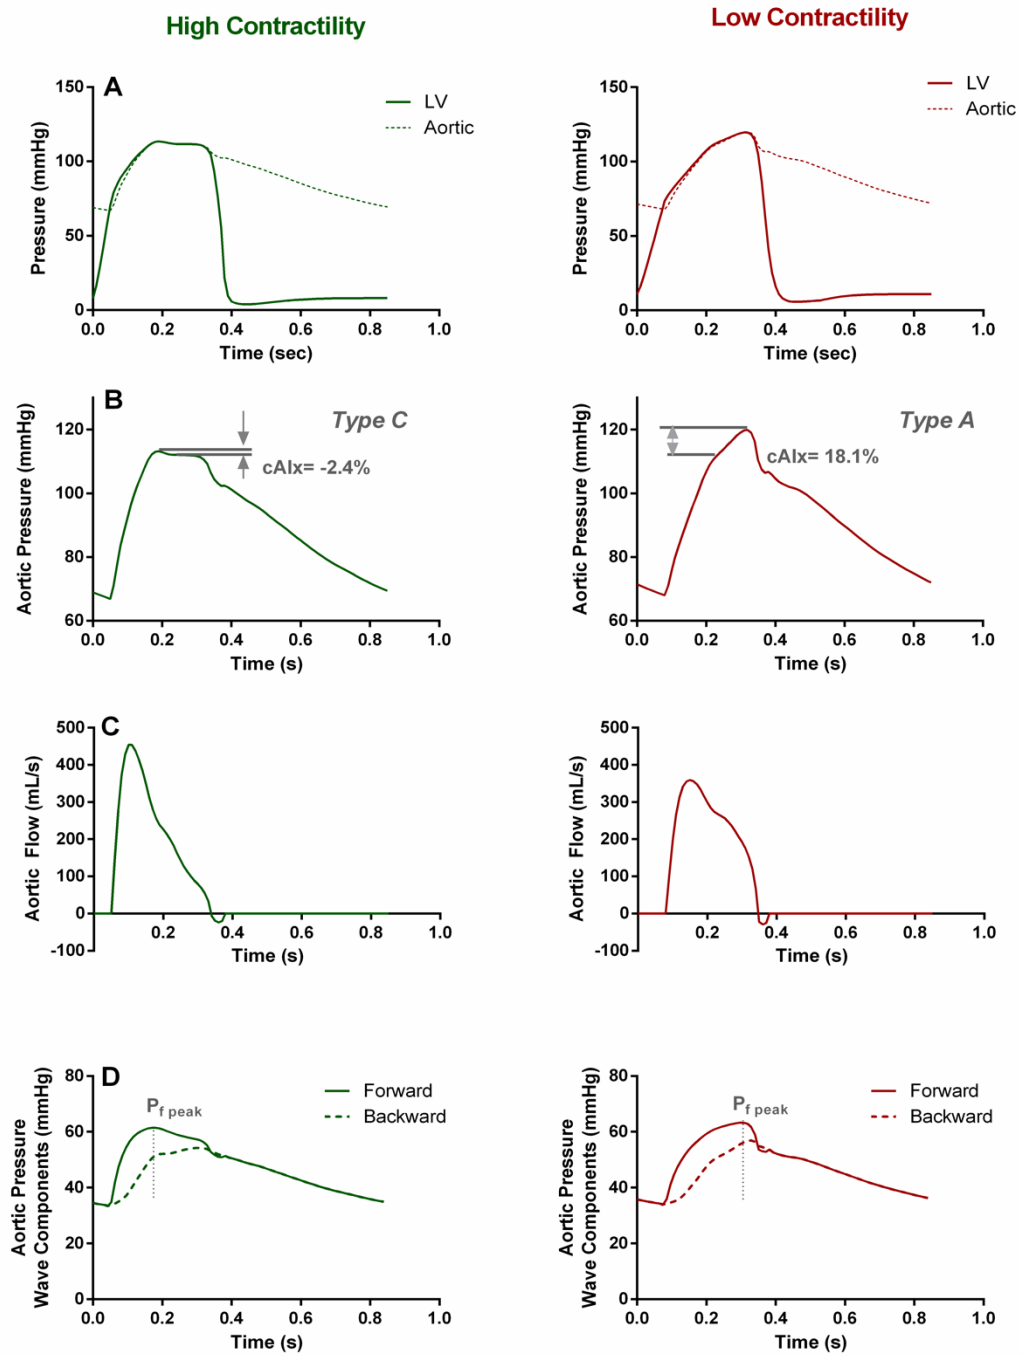 High Contractility
Low Contractility
A
Pressure (mmHg)
150
100
50
0
0.0 0.2 0.4 0.6 0.8 1.0
Time (sec)
LV
Aortic
Pressure (mmHg)
150
100
50
0
0.0 0.2 0.4 0.6 0.8 1.0
Time (sec)
LV
Aortic
B
Aortic Pressure (mmHg)
120
100
80
60
0.0 0.2 0.4 0.6 0.8 1.0
Time (s)
Type C
cAIx= -2.4%
Aortic Pressure (mmHg)
120
100
80
60
0.0 0.2 0.4 0.6 0.8 1.0
Time (s)
Type A
cAIx= 18.1%
C
Aortic Flow (mL/s)
500
400
300
200
100
0
-100
0.2 0.4 0.6 0.8 1.0
Time (s)
Aortic Flow (mL/s)
500
400
300
200
100
0
-100
0.2 0.4 0.6 0.8 1.0
Time (s)
D
Aortic Pressure
Wave Components (mmHg)
80
60
40
20
0
0.0 0.2 0.4 0.6 0.8 1.0
Time (s)
Pf peak
Forward
Backward
Aortic Pressure
Wave Components (mmHg)
80
60
40
20
0
0.0 0.2 0.4 0.6 0.8 1.0
Time (s)
Pf peak
Forward
Backward